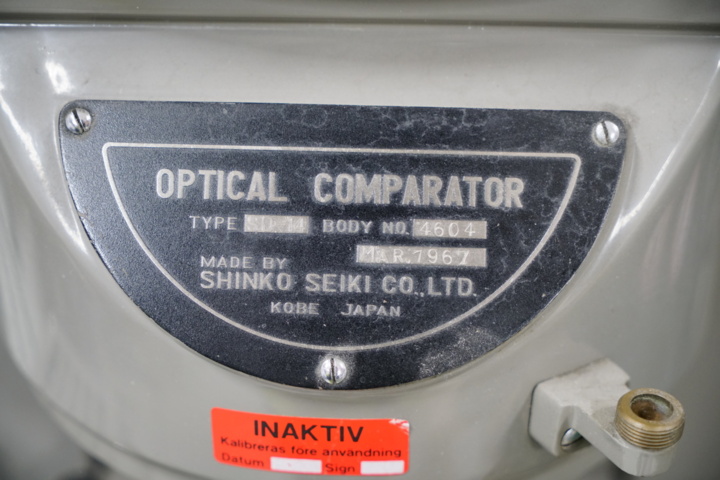 OPTICAL COMPARATOR
TYPE BODY NO. 4604
MAR.1967
MADE BY
SHINKO SEIKI CO.,LTD.
KOBE JAPAN
INAKTIV
Kalibreras före användning
Datum Sign